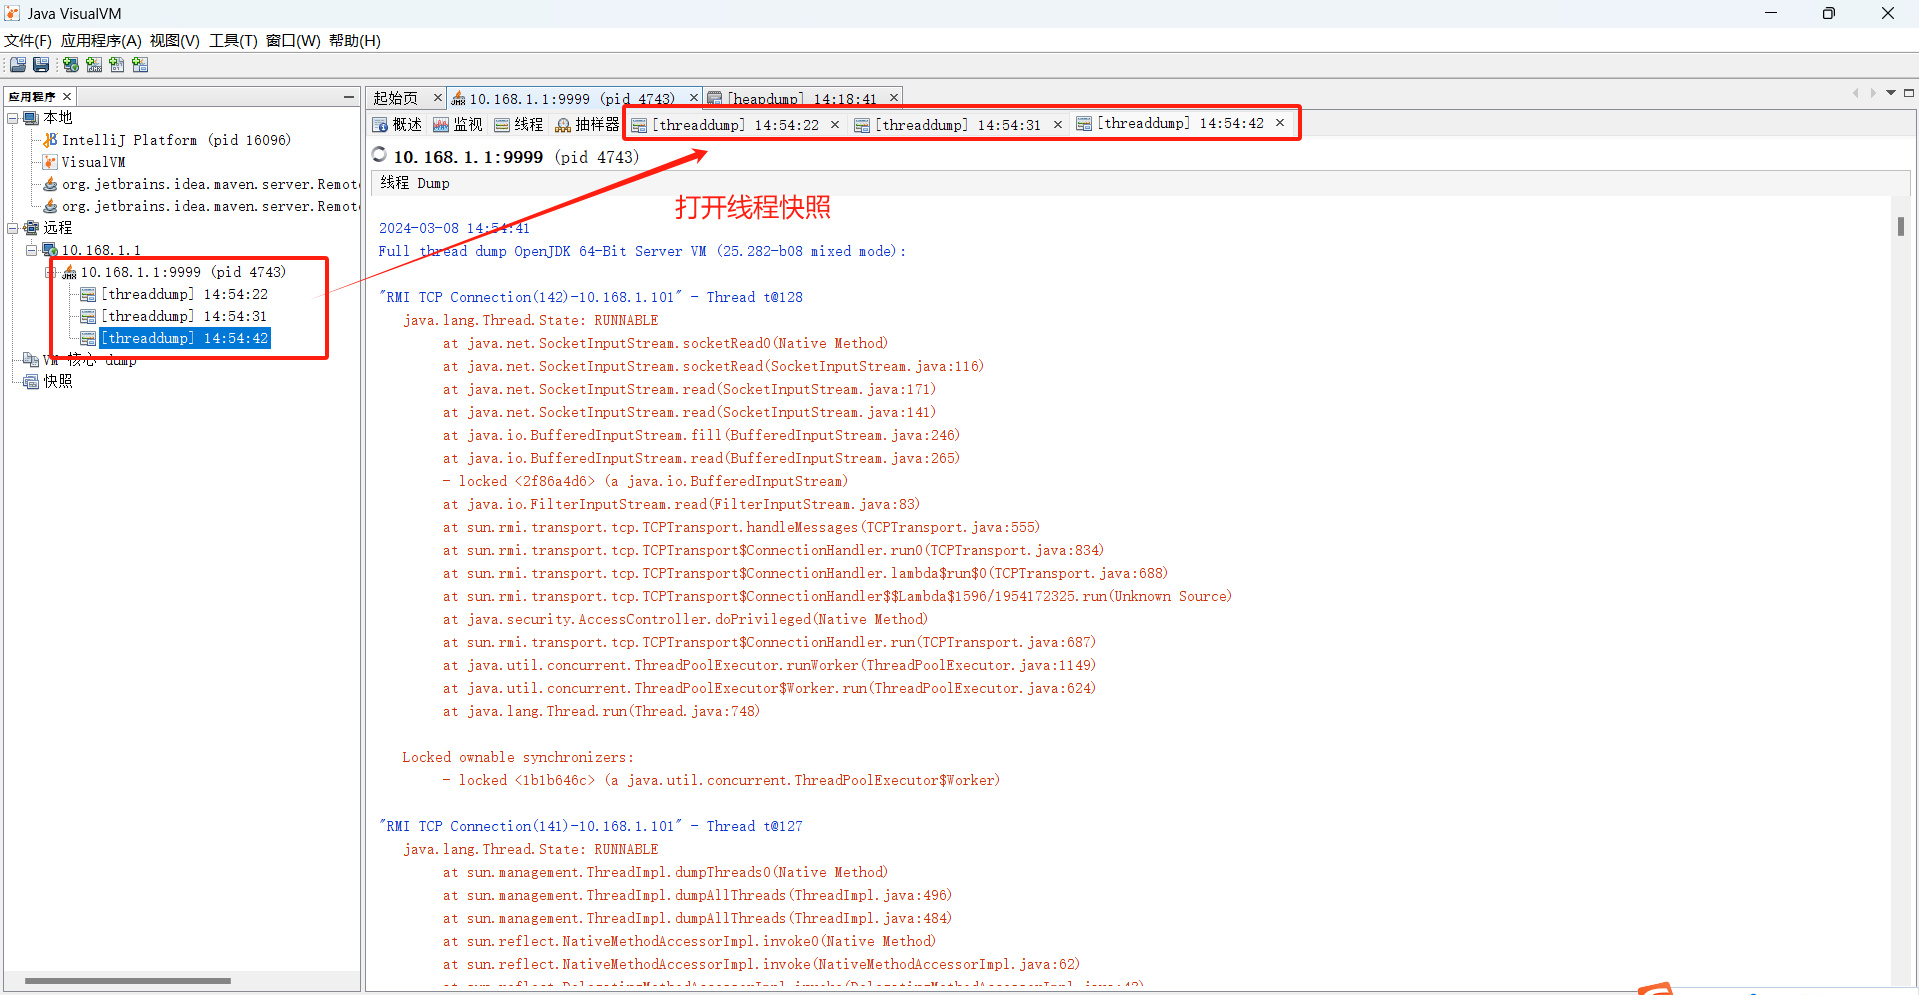 Java VisualVM
文件(F) 应用程序(A) 视图(V) 工具(T) 窗口(W) 帮助(H)
应用程序
本地
IntelliJ Platform (pid 16096)
VisualVM
org.jetbrains.idea.maven.server.Remote
org.jetbrains.idea.maven.server.Remote
远程
10.168.1.1
10.168.1.1:9999 (pid 4743)
[threaddump] 14:54:22
[threaddump] 14:54:31
[threaddump] 14:54:42
VM 核心 dump
快照
起始页
10.168.1.1:9999 (pid 4743)
[heapdump] 14:18:41
概述 监视 线程 抽样器
[threaddump] 14:54:22
[threaddump] 14:54:31
[threaddump] 14:54:42
10.168.1.1:9999 (pid 4743)
线程 Dump
打开线程快照
2024-03-08 14:54:41
Full thread dump OpenJDK 64-Bit Server VM (25.282-b08 mixed mode):
"RMI TCP Connection(142)-10.168.1.101" - Thread t@128
java.lang.Thread.State: RUNNABLE
at java.net.SocketInputStream.socketRead0(Native Method)
at java.net.SocketInputStream.socketRead(SocketInputStream.java:116)
at java.net.SocketInputStream.read(SocketInputStream.java:171)
at java.net.SocketInputStream.read(SocketInputStream.java:141)
at java.io.BufferedInputStream.fill(BufferedInputStream.java:246)
at java.io.BufferedInputStream.read(BufferedInputStream.java:265)
- locked <2f86a4d6> (a java.io.BufferedInputStream)
at java.io.FilterInputStream.read(FilterInputStream.java:83)
at sun.rmi.transport.tcp.TCPTransport.handleMessages(TCPTransport.java:555)
at sun.rmi.transport.tcp.TCPTransport$ConnectionHandler.run0(TCPTransport.java:834)
at sun.rmi.transport.tcp.TCPTransport$ConnectionHandler.lambda$run$0(TCPTransport.java:688)
at sun.rmi.transport.tcp.TCPTransport$ConnectionHandler$$Lambda$1596/1954172325.run(Unknown Source)
at java.security.AccessController.doPrivileged(Native Method)
at sun.rmi.transport.tcp.TCPTransport$ConnectionHandler.run(TCPTransport.java:687)
at java.util.concurrent.ThreadPoolExecutor.runWorker(ThreadPoolExecutor.java:1149)
at java.util.concurrent.ThreadPoolExecutor$Worker.run(ThreadPoolExecutor.java:624)
at java.lang.Thread.run(Thread.java:748)
Locked ownable synchronizers:
- locked <1b1b646c> (a java.util.concurrent.ThreadPoolExecutor$Worker)
"RMI TCP Connection(141)-10.168.1.101" - Thread t@127
java.lang.Thread.State: RUNNABLE
at sun.management.ThreadImpl.dumpThreads0(Native Method)
at sun.management.ThreadImpl.dumpAllThreads(ThreadImpl.java:496)
at sun.management.ThreadImpl.dumpAllThreads(ThreadImpl.java:484)
at sun.reflect.NativeMethodAccessorImpl.invoke0(Native Method)
at sun.reflect.NativeMethodAccessorImpl.invoke(NativeMethodAccessorImpl.java:62)
at sun.reflect.DelegatingMethodAccessorImpl.invoke(DelegatingMethodAccessorImpl.java:43)